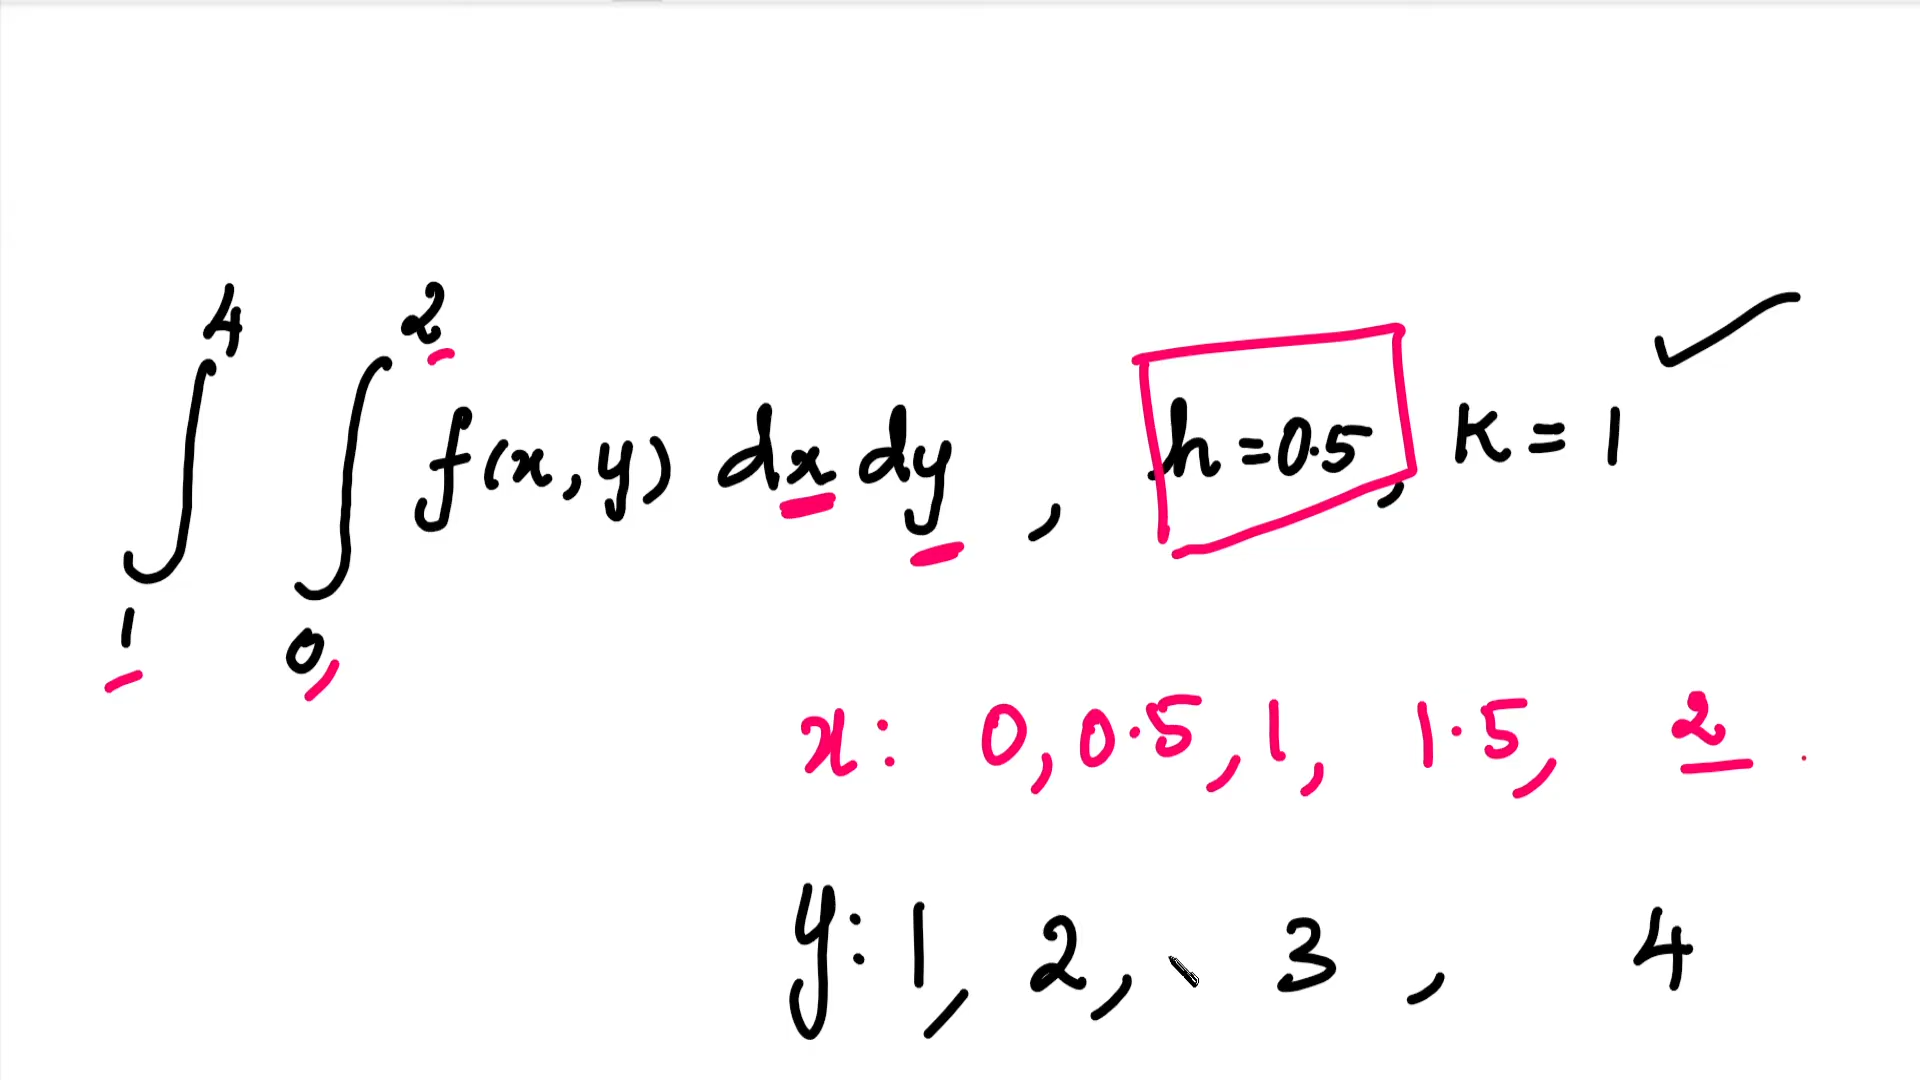 ∫₁⁴ ∫₀² f(x,y) dx dy , h=0.5, K=1
x: 0, 0.5, 1, 1.5, 2
y: 1, 2, 3, 4